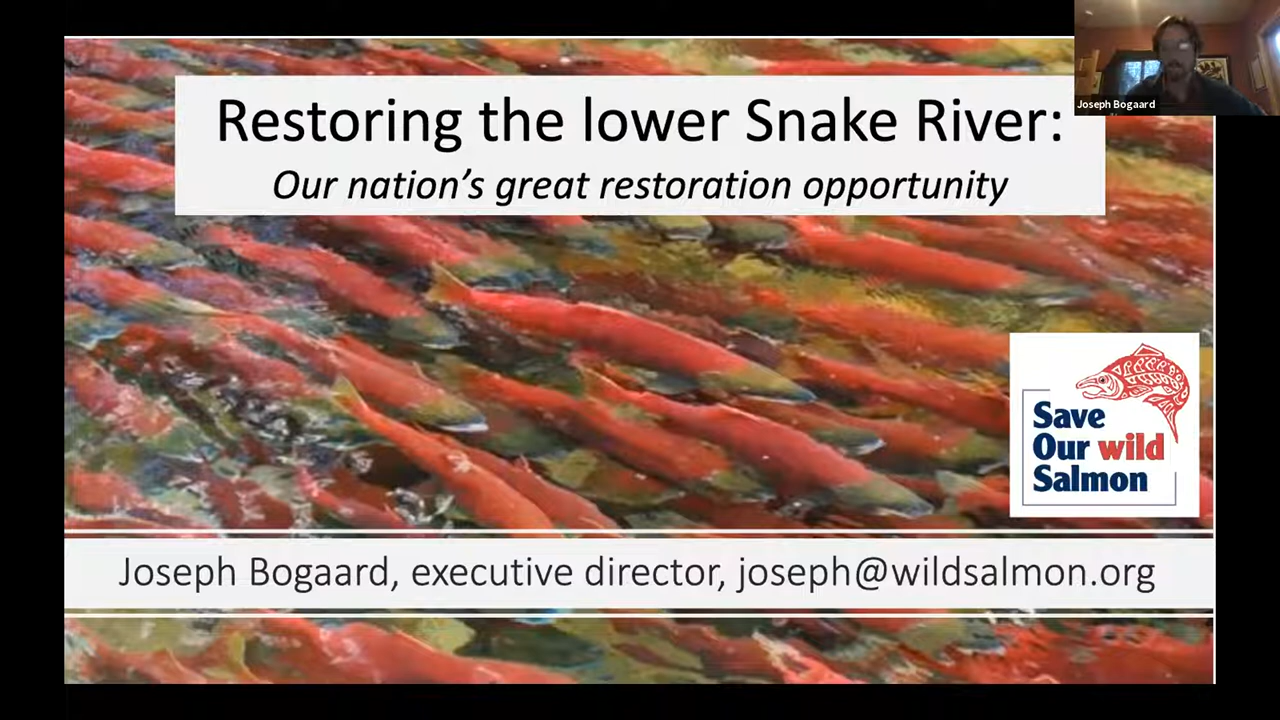 Restoring the lower Snake River:
Our nation's great restoration opportunity
Joseph Bogaard
Save
Our wild
Salmon
Joseph Bogaard, executive director, joseph@wildsalmon.org